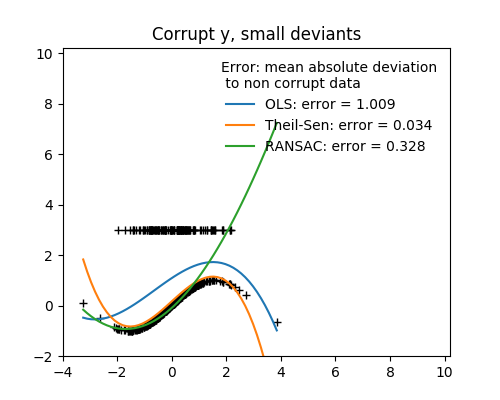 Corrupt y, small deviants
Error: mean absolute deviation
to non corrupt data
OLS: error = 1.009
Theil-Sen: error = 0.034
RANSAC: error = 0.328
10
8
6
4
2
0
−2
−4
−2
0
2
4
6
8
10